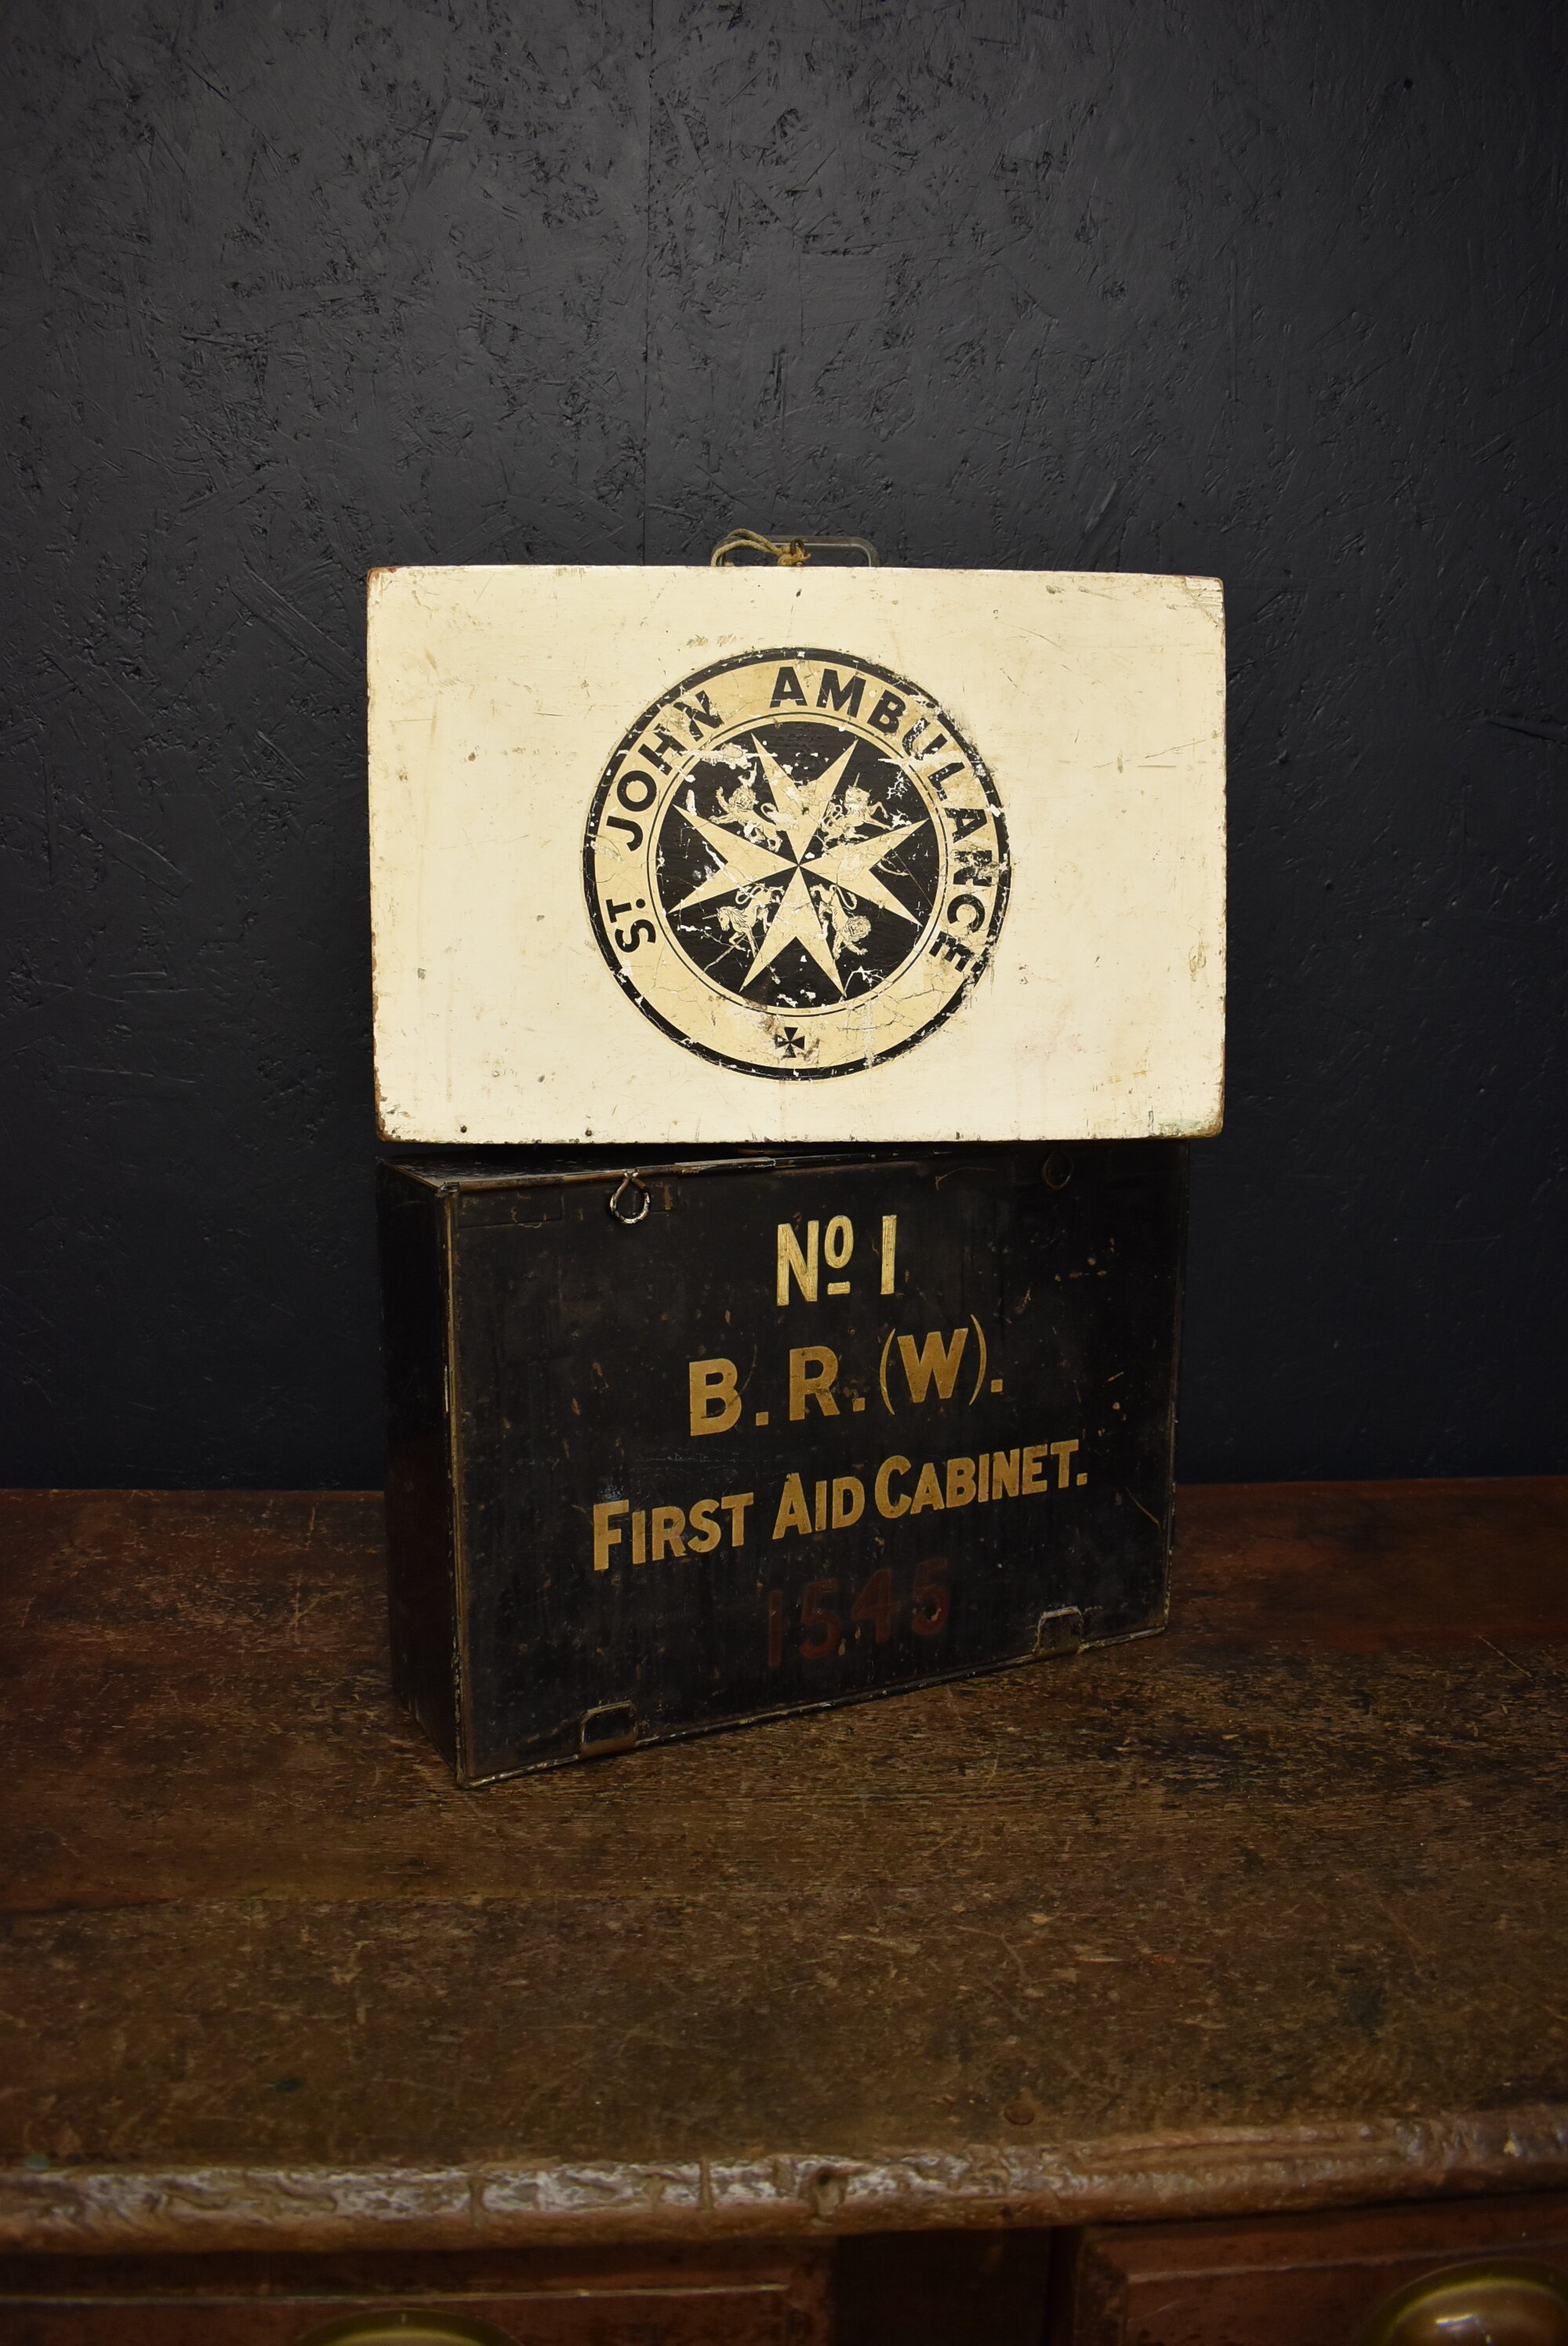 ST. JOHN AMBULANCE
No 1
B.R.(W).
FIRST AID CABINET.
1545